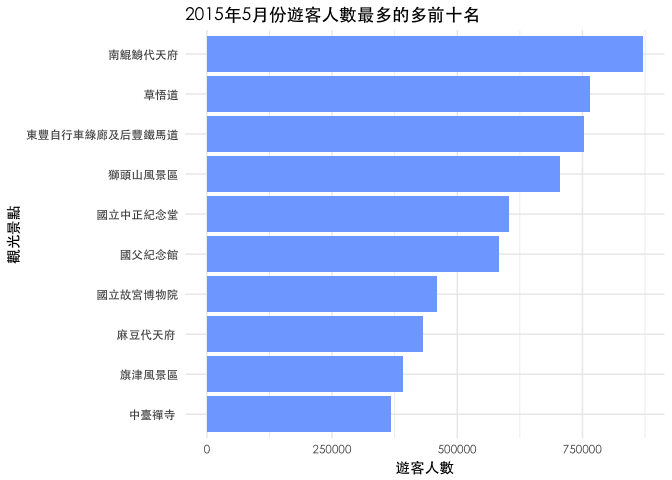 2015年5月份遊客人數最多的多前十名
觀光景點
南鯤鯓代天府
草悟道
東豐自行車綠廊及后豐鐵馬道
獅頭山風景區
國立中正紀念堂
國父紀念館
國立故宮博物院
麻豆代天府
旗津風景區
中臺禪寺
0 250000 500000 750000
遊客人數